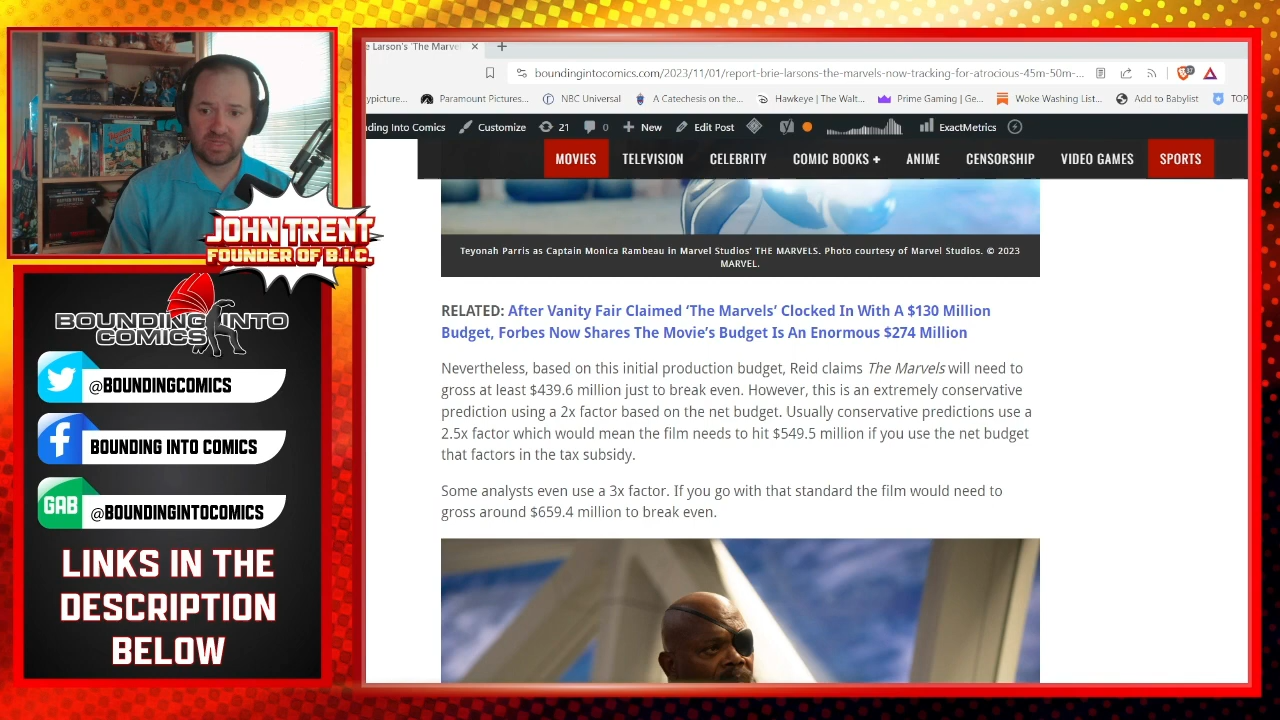 JOHN TRENT
FOUNDER OF B.I.C.
BOUNDING INTO
COMICS
@BOUNDINGCOMICS
f BOUNDING INTO COMICS
GAB @BOUNDINGINTOCOMICS
LINKS IN THE
DESCRIPTION
BELOW
e Larson's 'The Marve
boundingintocomics.com/2023/11/01/report-brie-larsons-the-marvels-now-tracking-for-atrocious-45m-50m-...
ypicture... Paramount Pictures... NBC Universal A Catechesis on the... Hawkeye | The Walt... Prime Gaming | Ge... Woke Washing List... Add to Babylist TOP
nding Into Comics Customize 21 0 New Edit Post ExactMetrics
MOVIES TELEVISION CELEBRITY COMIC BOOKS + ANIME CENSORSHIP VIDEO GAMES SPORTS
Teyonah Parris as Captain Monica Rambeau in Marvel Studios' THE MARVELS. Photo courtesy of Marvel Studios. © 2023
MARVEL.
RELATED: After Vanity Fair Claimed ‘The Marvels’ Clocked In With A $130 Million
Budget, Forbes Now Shares The Movie’s Budget Is An Enormous $274 Million
Nevertheless, based on this initial production budget, Reid claims The Marvels will need to
gross at least $439.6 million just to break even. However, this is an extremely conservative
prediction using a 2x factor based on the net budget. Usually conservative predictions use a
2.5x factor which would mean the film needs to hit $549.5 million if you use the net budget
that factors in the tax subsidy.
Some analysts even use a 3x factor. If you go with that standard the film would need to
gross around $659.4 million to break even.